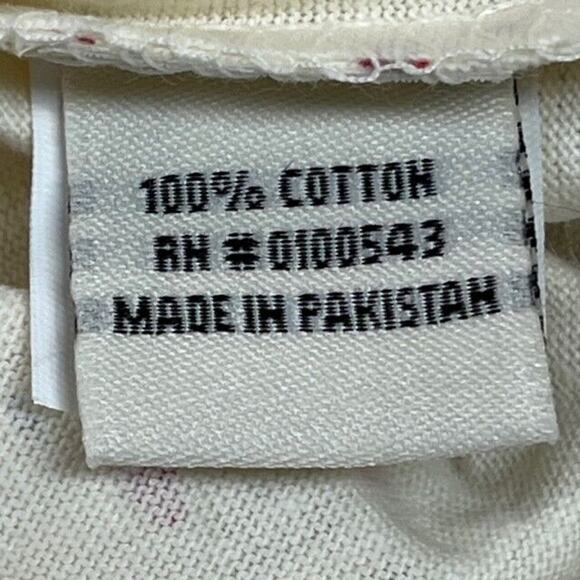 100% COTTON
RN #0100543
MADE IN PAKISTAN